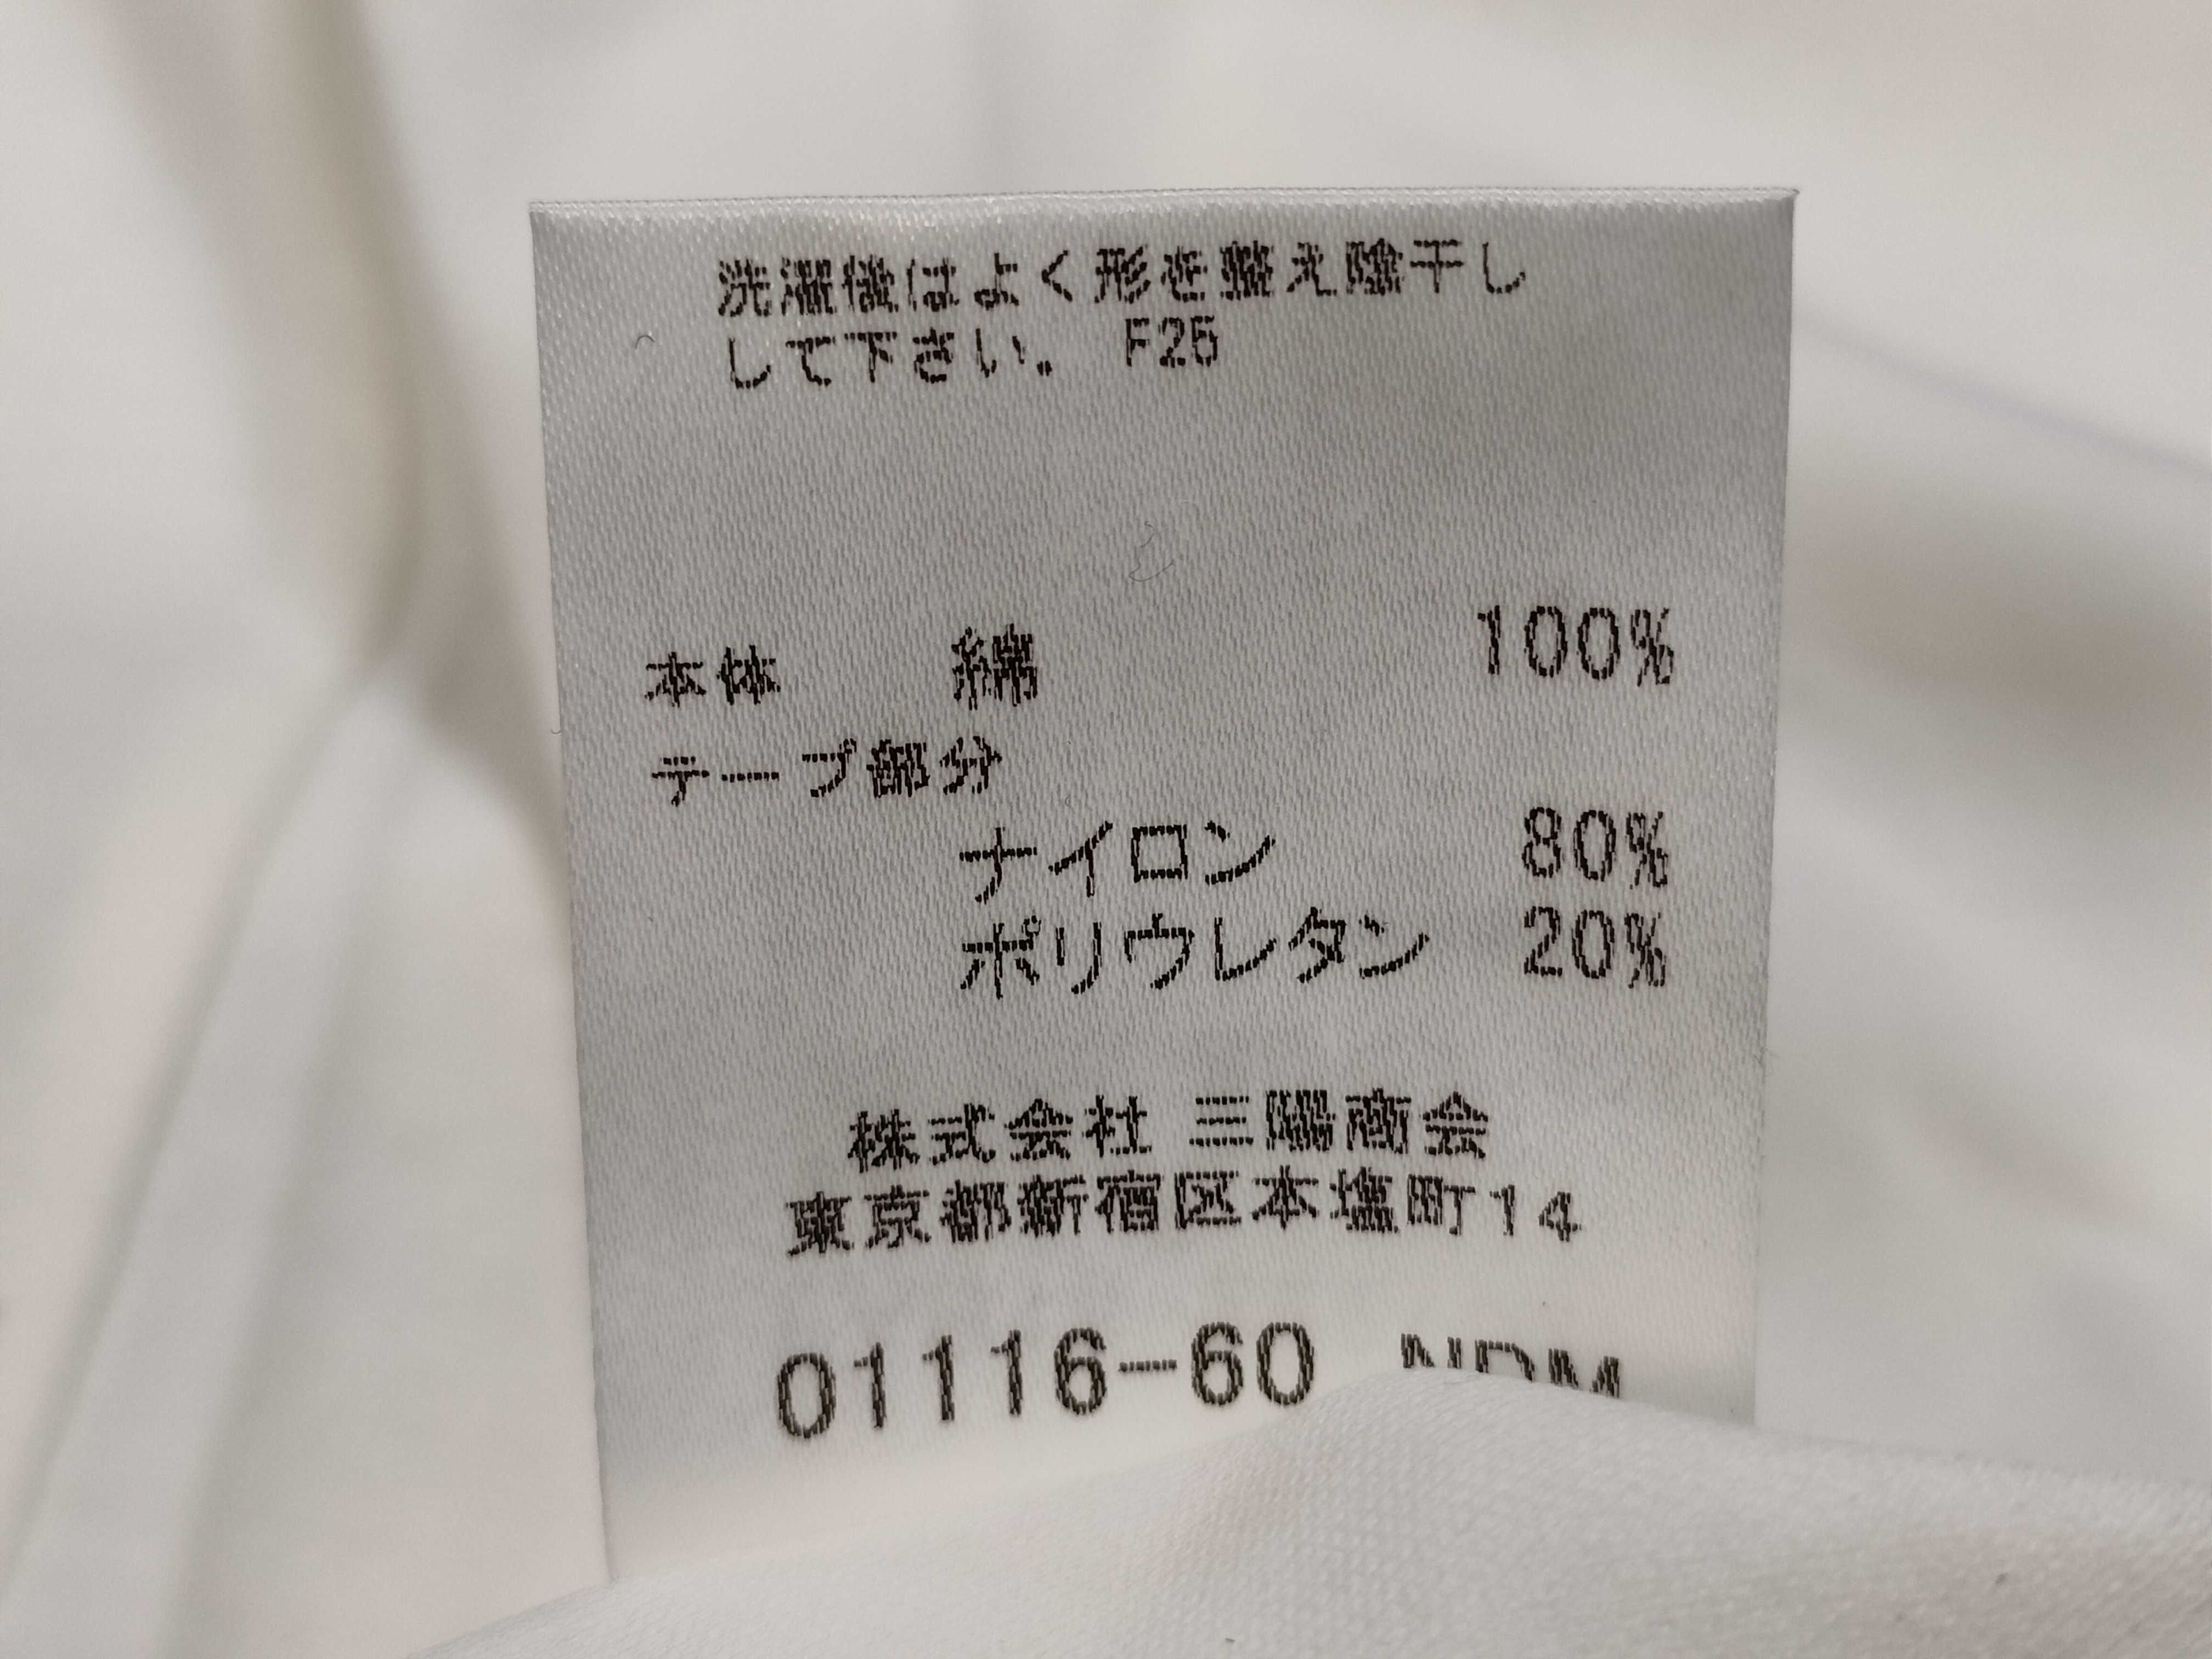 洗濯後はよく形を整え陰干し
して下さい。 F25
本体 綿 100%
テープ部分
ナイロン 80%
ポリウレタン 20%
株式会社 三陽商会
東京都新宿区本塩町14
01116-60